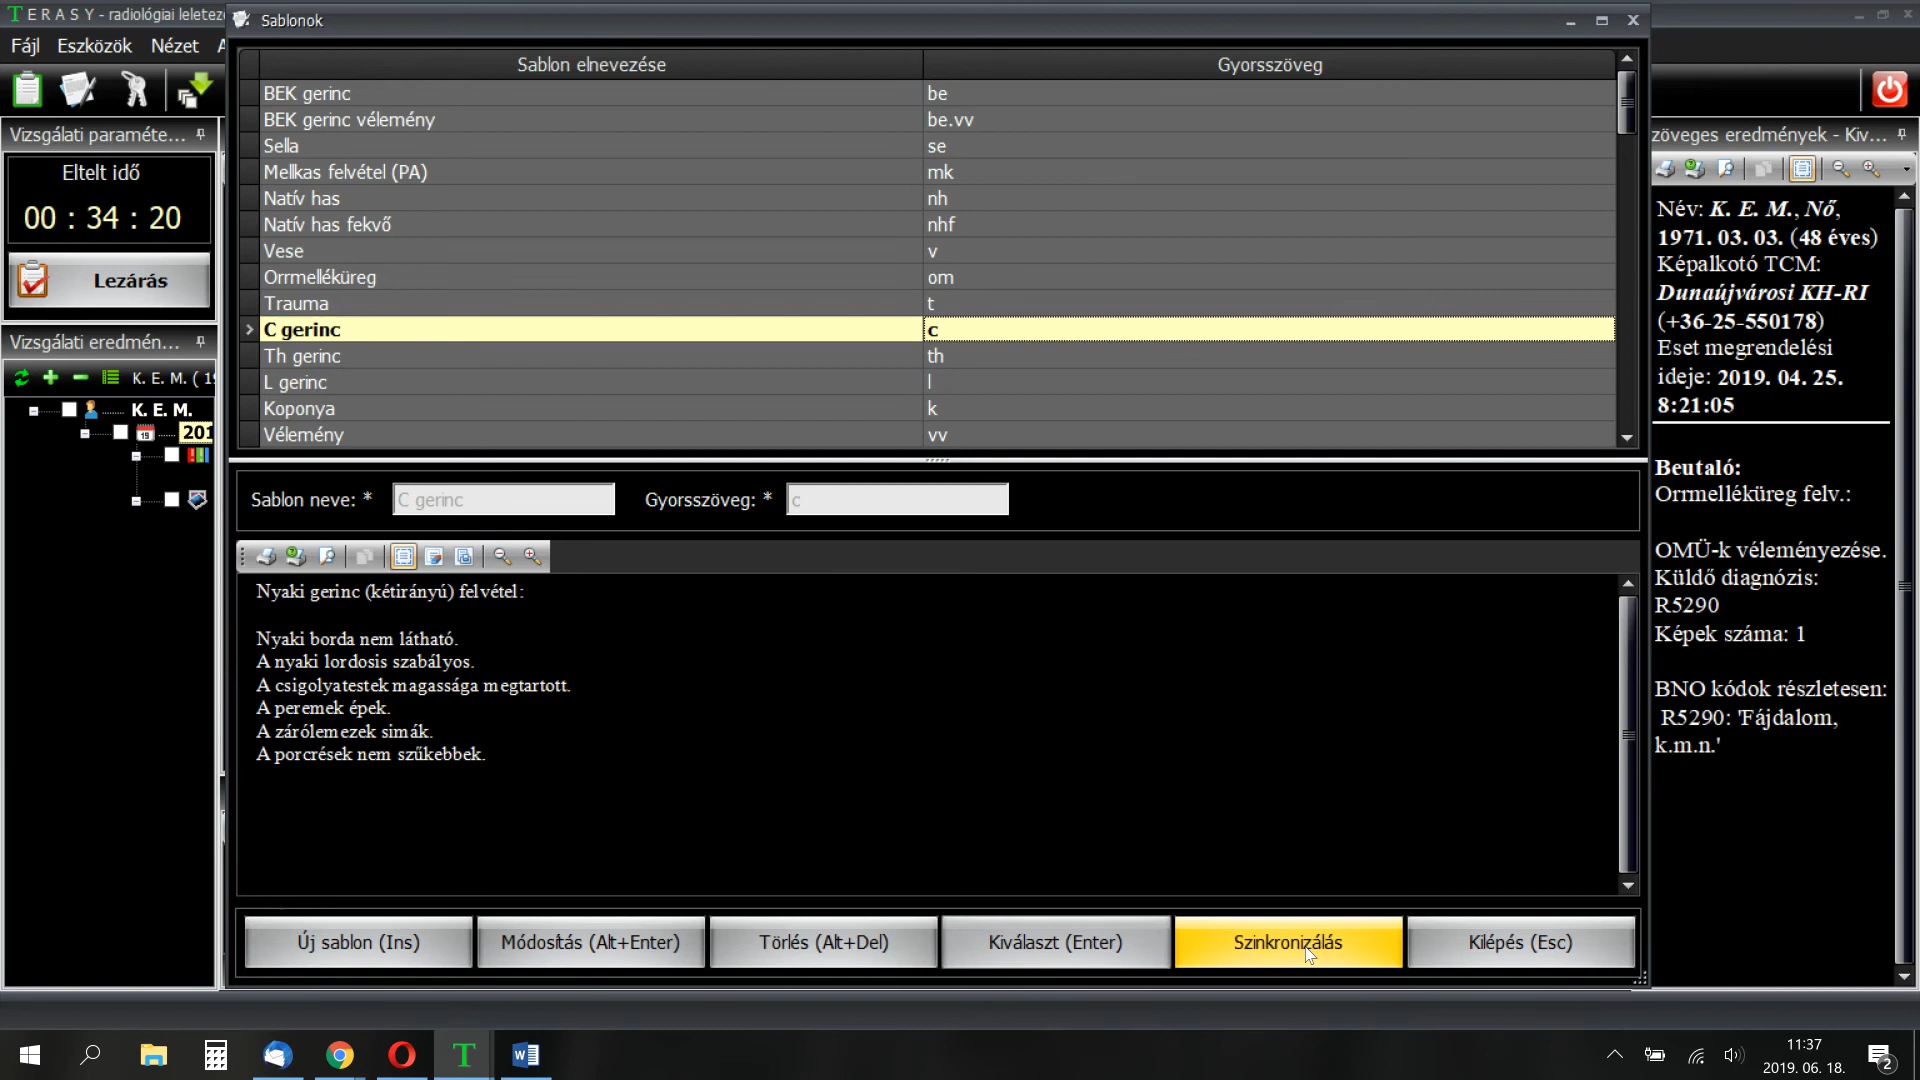 TERASY - radiológiai leletez
Sablonok
Fájl Eszközök Nézet
Sablon elnevezése Gyorsszöveg
BEK gerinc be
BEK gerinc vélemény be.vv
Sella se
Mellkas felvétel (PA) mk
Natív has nh
Natív has fekvő nhf
Vese v
Orrmelléküreg om
Trauma t
C gerinc c
Th gerinc th
L gerinc l
Koponya k
Vélemény vv
Vizsgálati paraméte...
Eltelt idő
00 : 34 : 20
Lezárás
Vizsgálati eredmén...
K. E. M. ( 19
K. E. M.
19 201
Sablon neve: * C gerinc Gyorsszöveg: * c
Nyaki gerinc (kétirányú) felvétel:
Nyaki borda nem látható.
A nyaki lordosis szabályos.
A csigolyatestek magassága megtartott.
A peremek épek.
A zárólemezek simák.
A porcrések nem szűkebbek.
Új sablon (Ins) Módosítás (Alt+Enter) Törlés (Alt+Del) Kiválaszt (Enter) Szinkronizálás Kilépés (Esc)
zöveges eredmények - Kiv...
Név: K. E. M., Nő,
1971. 03. 03. (48 éves)
Képalkotó TCM:
Dunaújvárosi KH-RI
(+36-25-550178)
Eset megrendelési
ideje: 2019. 04. 25.
8:21:05
Beutaló:
Orrmelléküreg felv.:
OMÜ-k véleményezése.
Küldő diagnózis:
R5290
Képek száma: 1
BNO kódok részletesen:
R5290: 'Fájdalom,
k.m.n.'
11:37
2019. 06. 18.
2